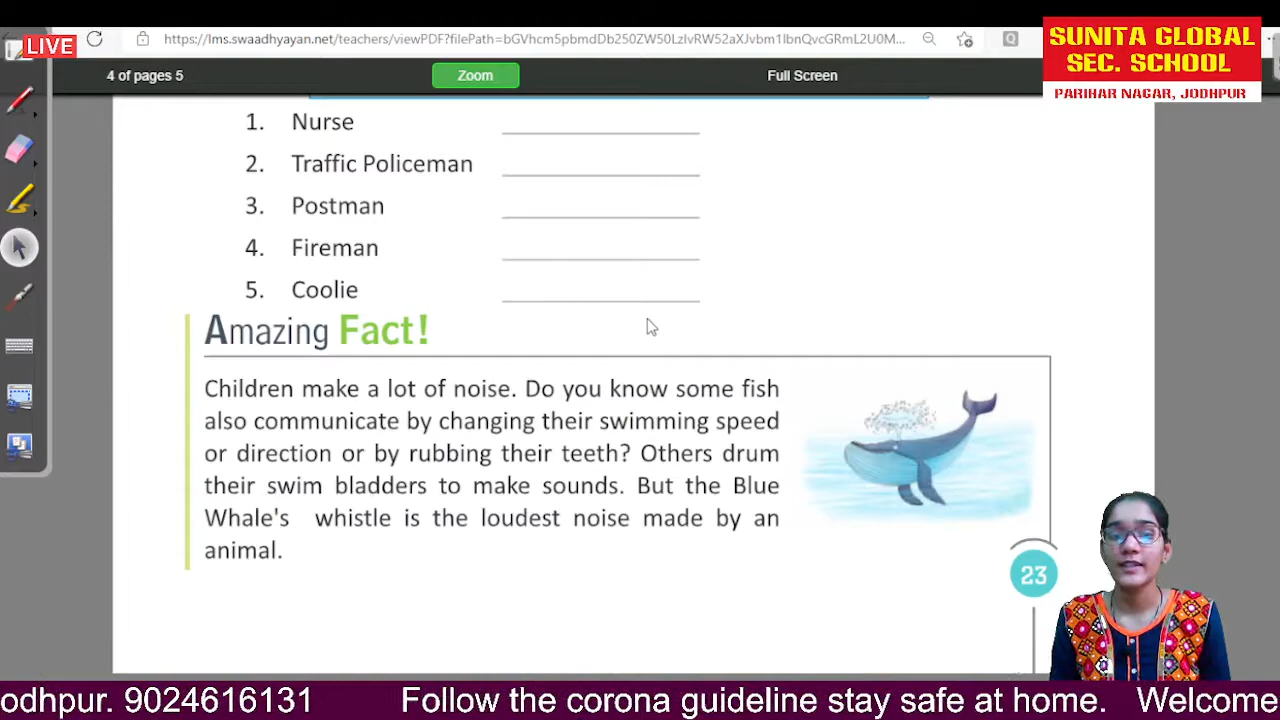 LIVE
https://lms.swaadhyayan.net/teachers/viewPDF?filePath=bGVhcm5pbmdDb250ZW50LzIvRW52aXJvbm1lbnQvcGRmL2U0M...
SUNITA GLOBAL
SEC. SCHOOL
PARIHAR NAGAR, JODHPUR
4 of pages 5
Zoom
Full Screen
1. Nurse
2. Traffic Policeman
3. Postman
4. Fireman
5. Coolie
Amazing Fact!
Children make a lot of noise. Do you know some fish
also communicate by changing their swimming speed
or direction or by rubbing their teeth? Others drum
their swim bladders to make sounds. But the Blue
Whale's whistle is the loudest noise made by an
animal.
23
odhpur. 9024616131 Follow the corona guideline stay safe at home. Welcome